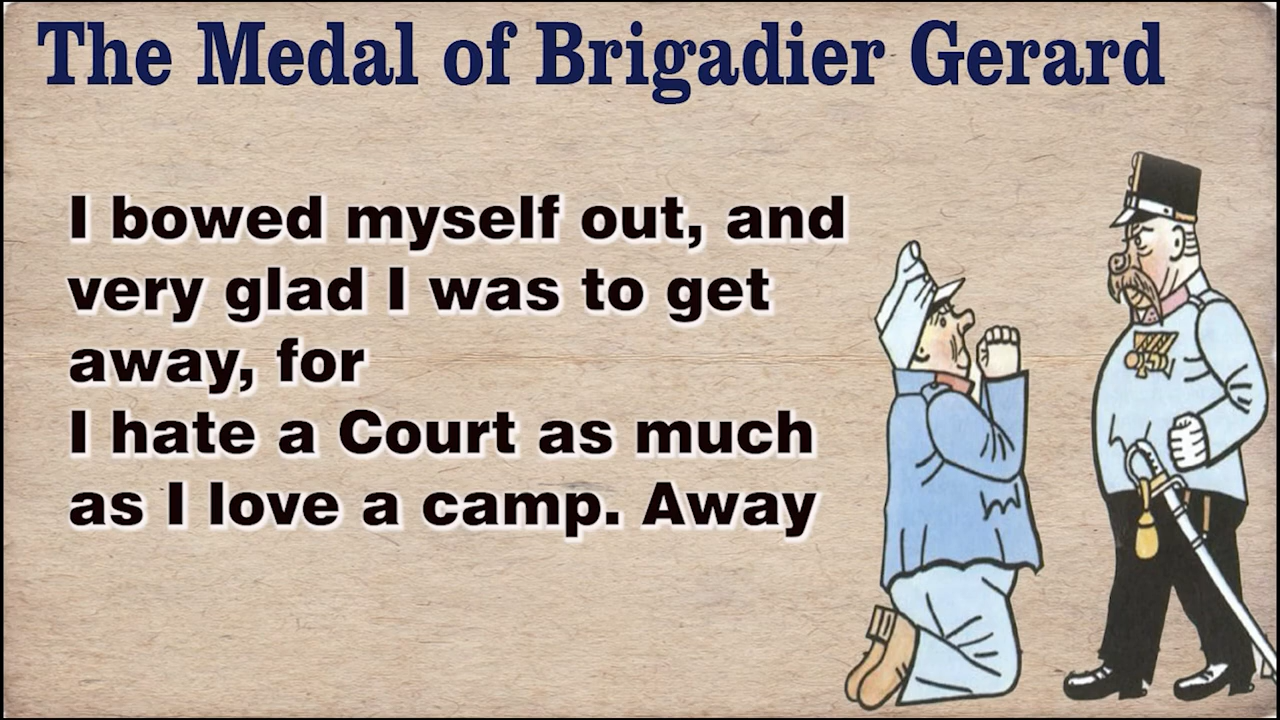 The Medal of Brigadier Gerard
I bowed myself out, and
very glad I was to get
away, for
I hate a Court as much
as I love a camp. Away